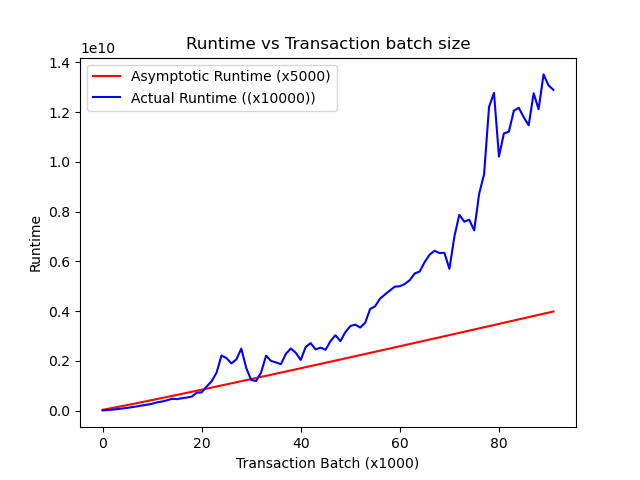 Runtime vs Transaction batch size
1e10
Asymptotic Runtime (x5000)
Actual Runtime ((x10000))
1.4
1.2
1.0
0.8
0.6
0.4
0.2
0.0
Runtime
0 20 40 60 80
Transaction Batch (x1000)